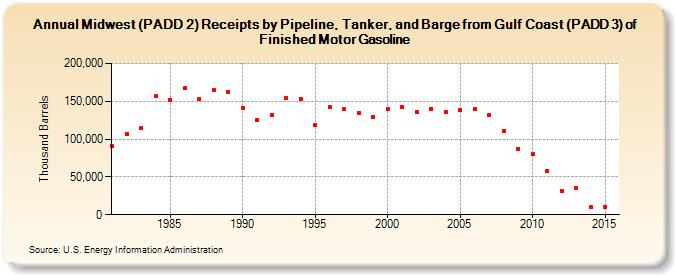 Annual Midwest (PADD 2) Receipts by Pipeline, Tanker, and Barge from Gulf Coast (PADD 3) of
Finished Motor Gasoline
Thousand Barrels
200,000
150,000
100,000
50,000
0
1985 1990 1995 2000 2005 2010 2015
Source: U.S. Energy Information Administration